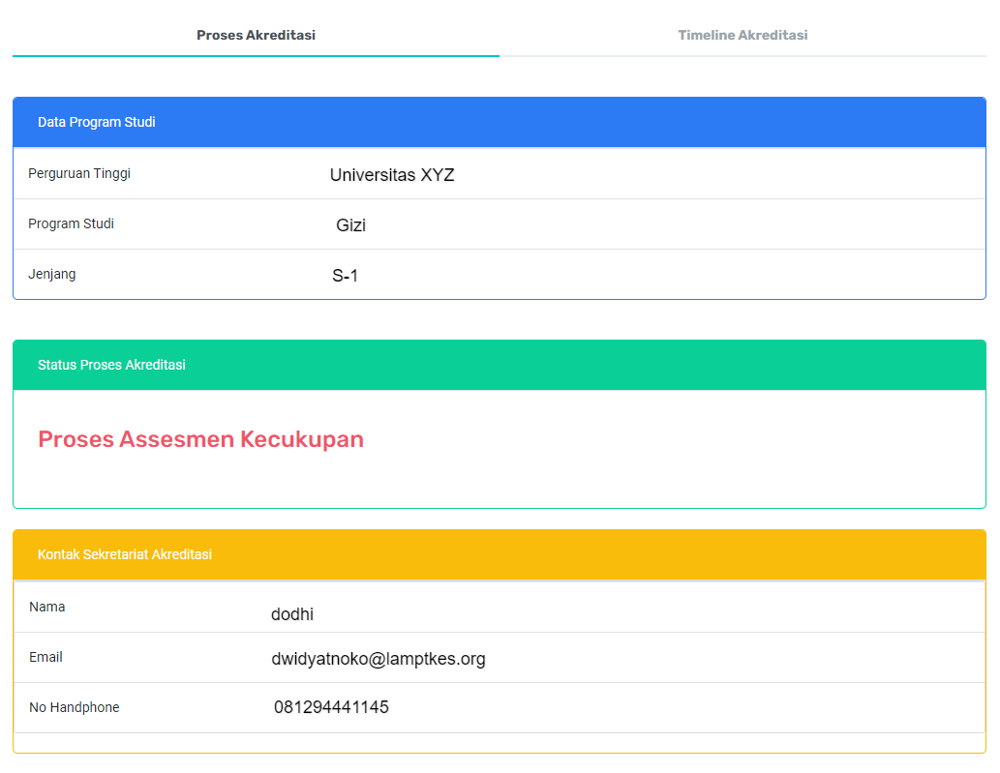 Proses Akreditasi
Timeline Akreditasi
Data Program Studi
Perguruan Tinggi Universitas XYZ
Program Studi Gizi
Jenjang S-1
Status Proses Akreditasi
Proses Assesmen Kecukupan
Kontak Sekretariat Akreditasi
Nama dodhi
Email dwidyatnoko@lamptkes.org
No Handphone 081294441145